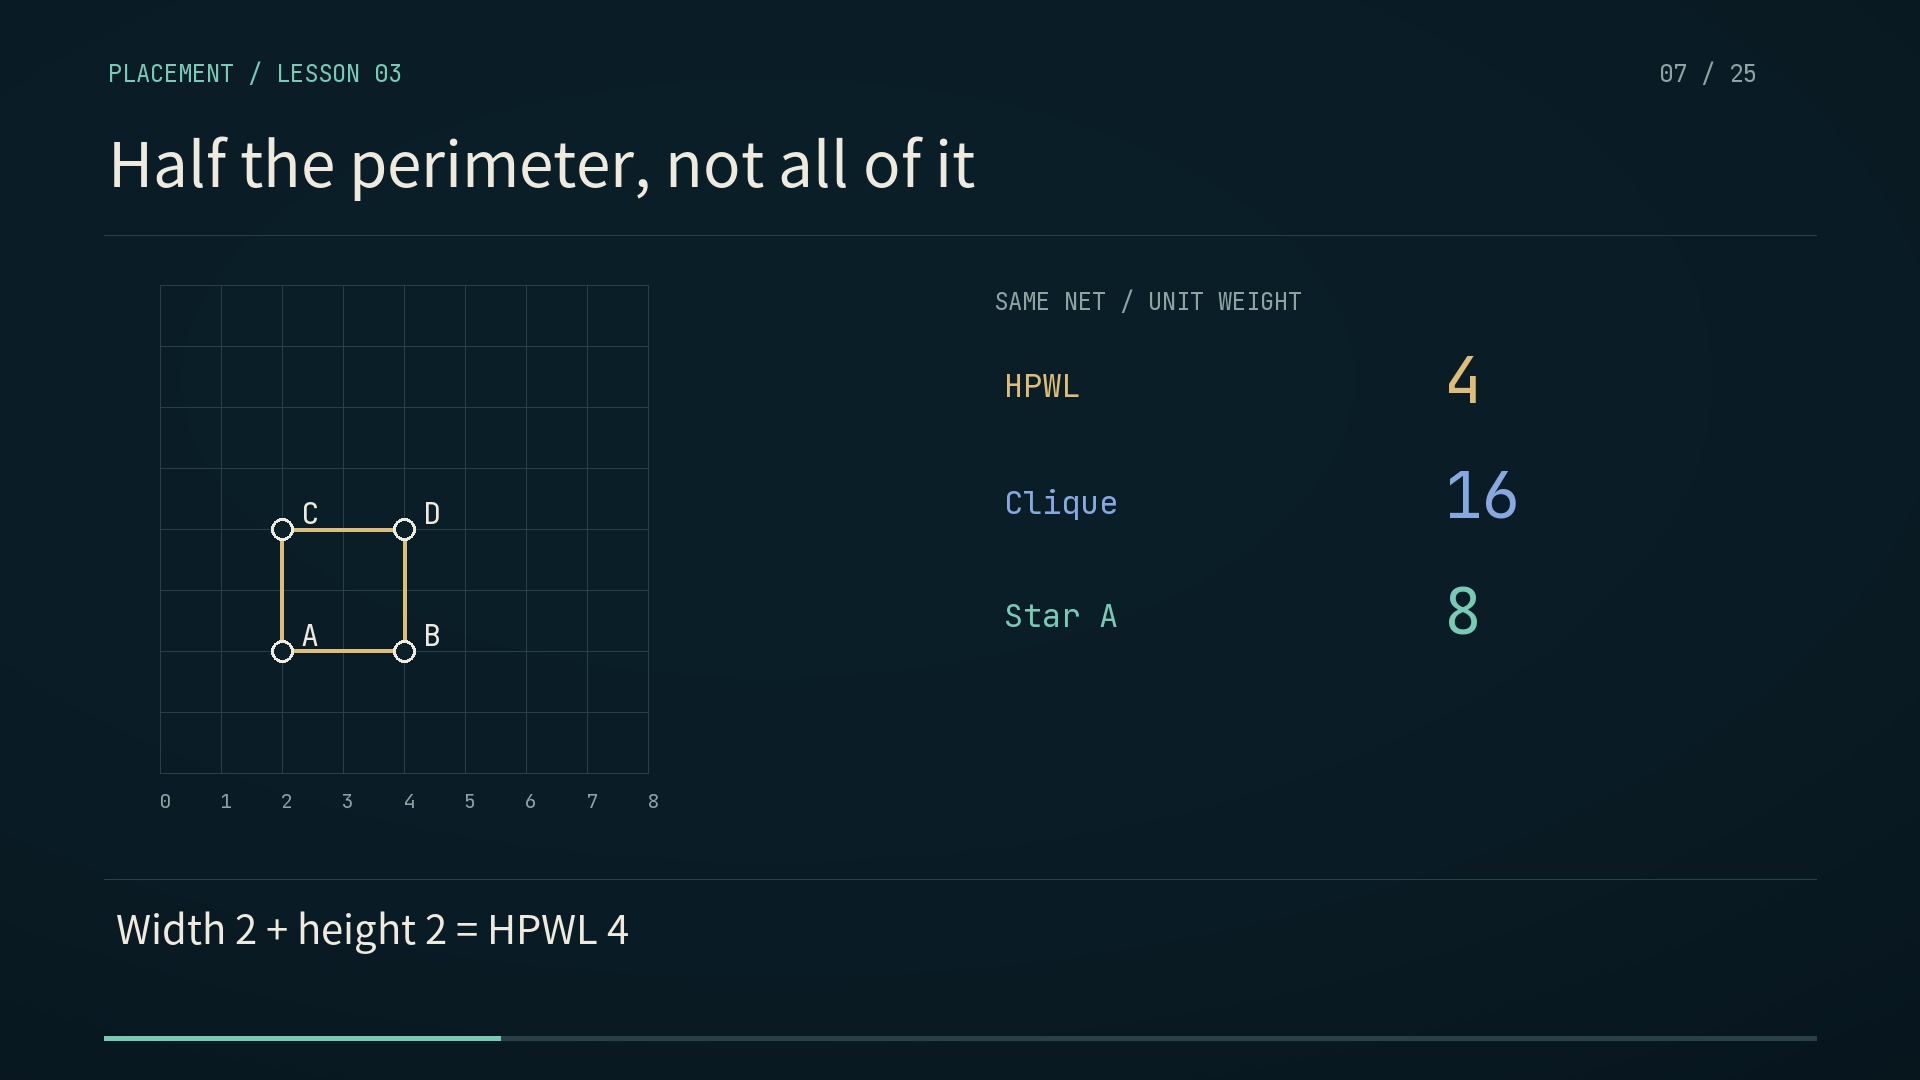 PLACEMENT / LESSON 03
07 / 25
Half the perimeter, not all of it
SAME NET / UNIT WEIGHT
HPWL 4
Clique 16
Star A 8
C D
A B
0 1 2 3 4 5 6 7 8
Width 2 + height 2 = HPWL 4